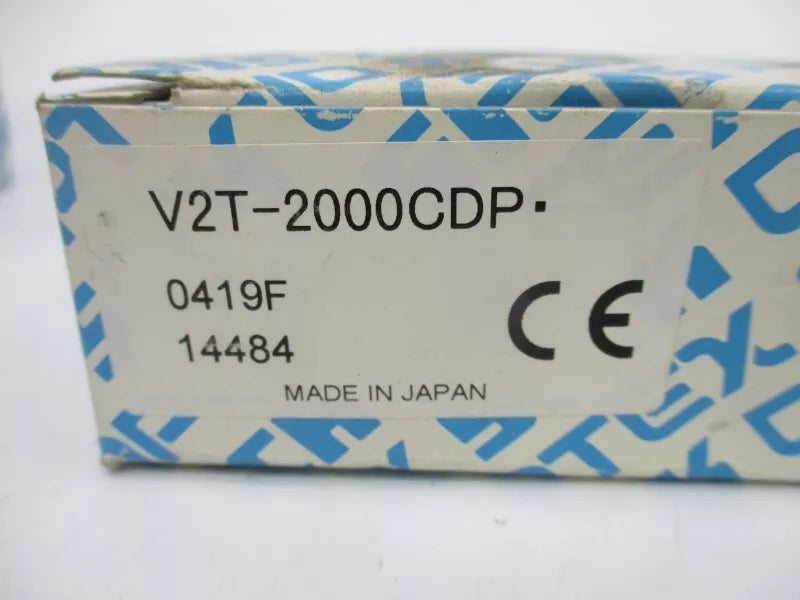 V2T-2000CDP·
0419F
14484
CE
MADE IN JAPAN